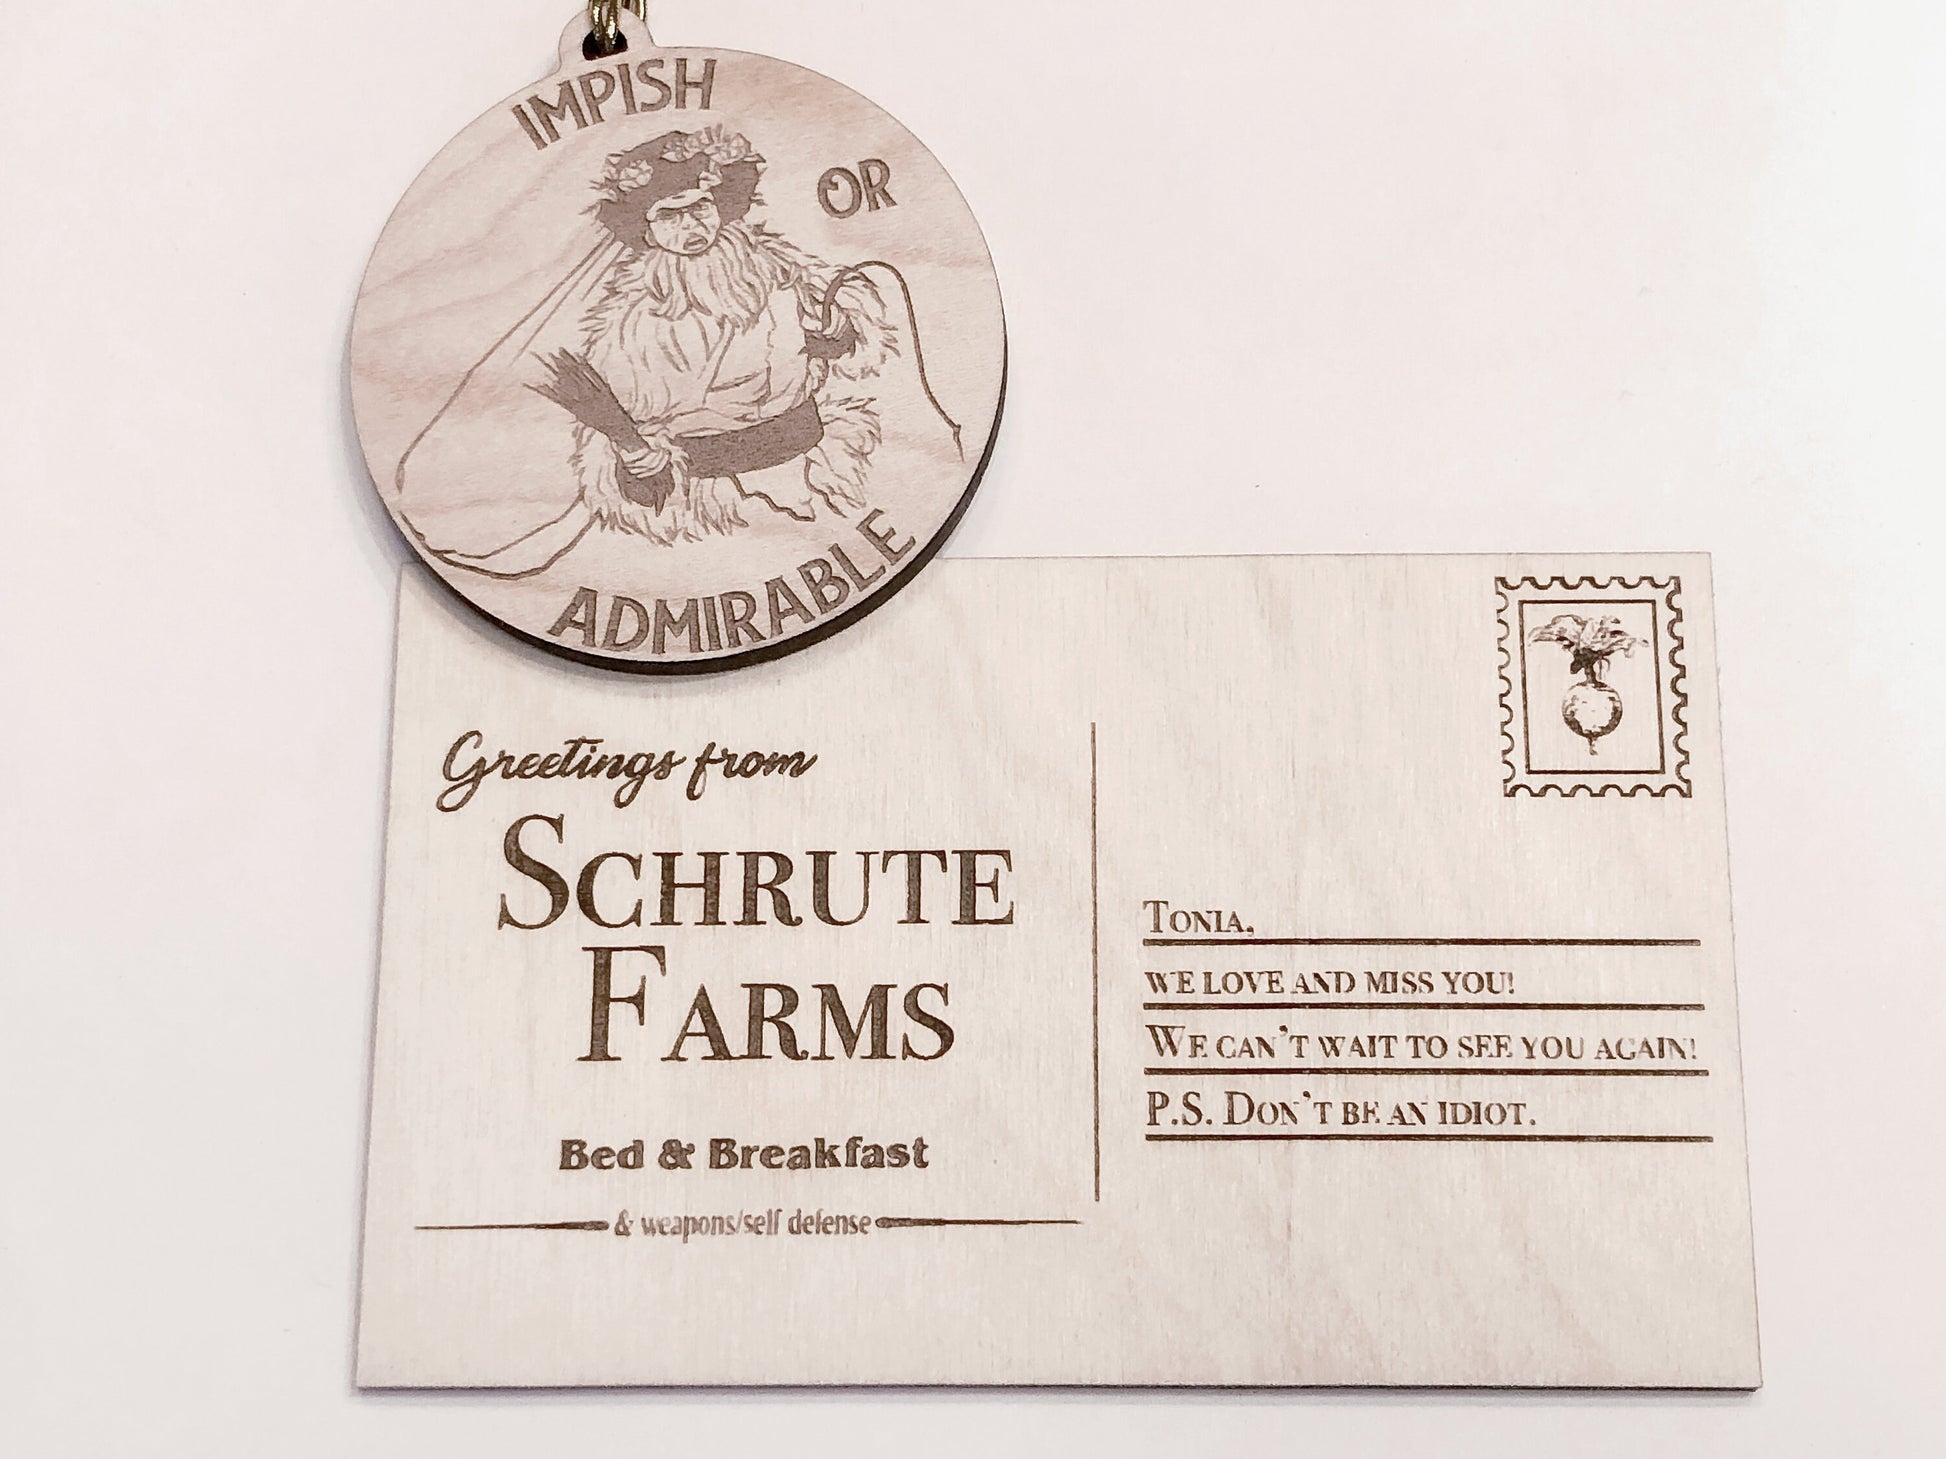 IMPISH
OR
ADMIRABLE
Greetings from
SCHRUTE
FARMS
Bed & Breakfast
& weapons/self defense
TONIA,
WE LOVE AND MISS YOU!
WE CAN'T WAIT TO SEE YOU AGAIN!
P.S. DON'T BE AN IDIOT.